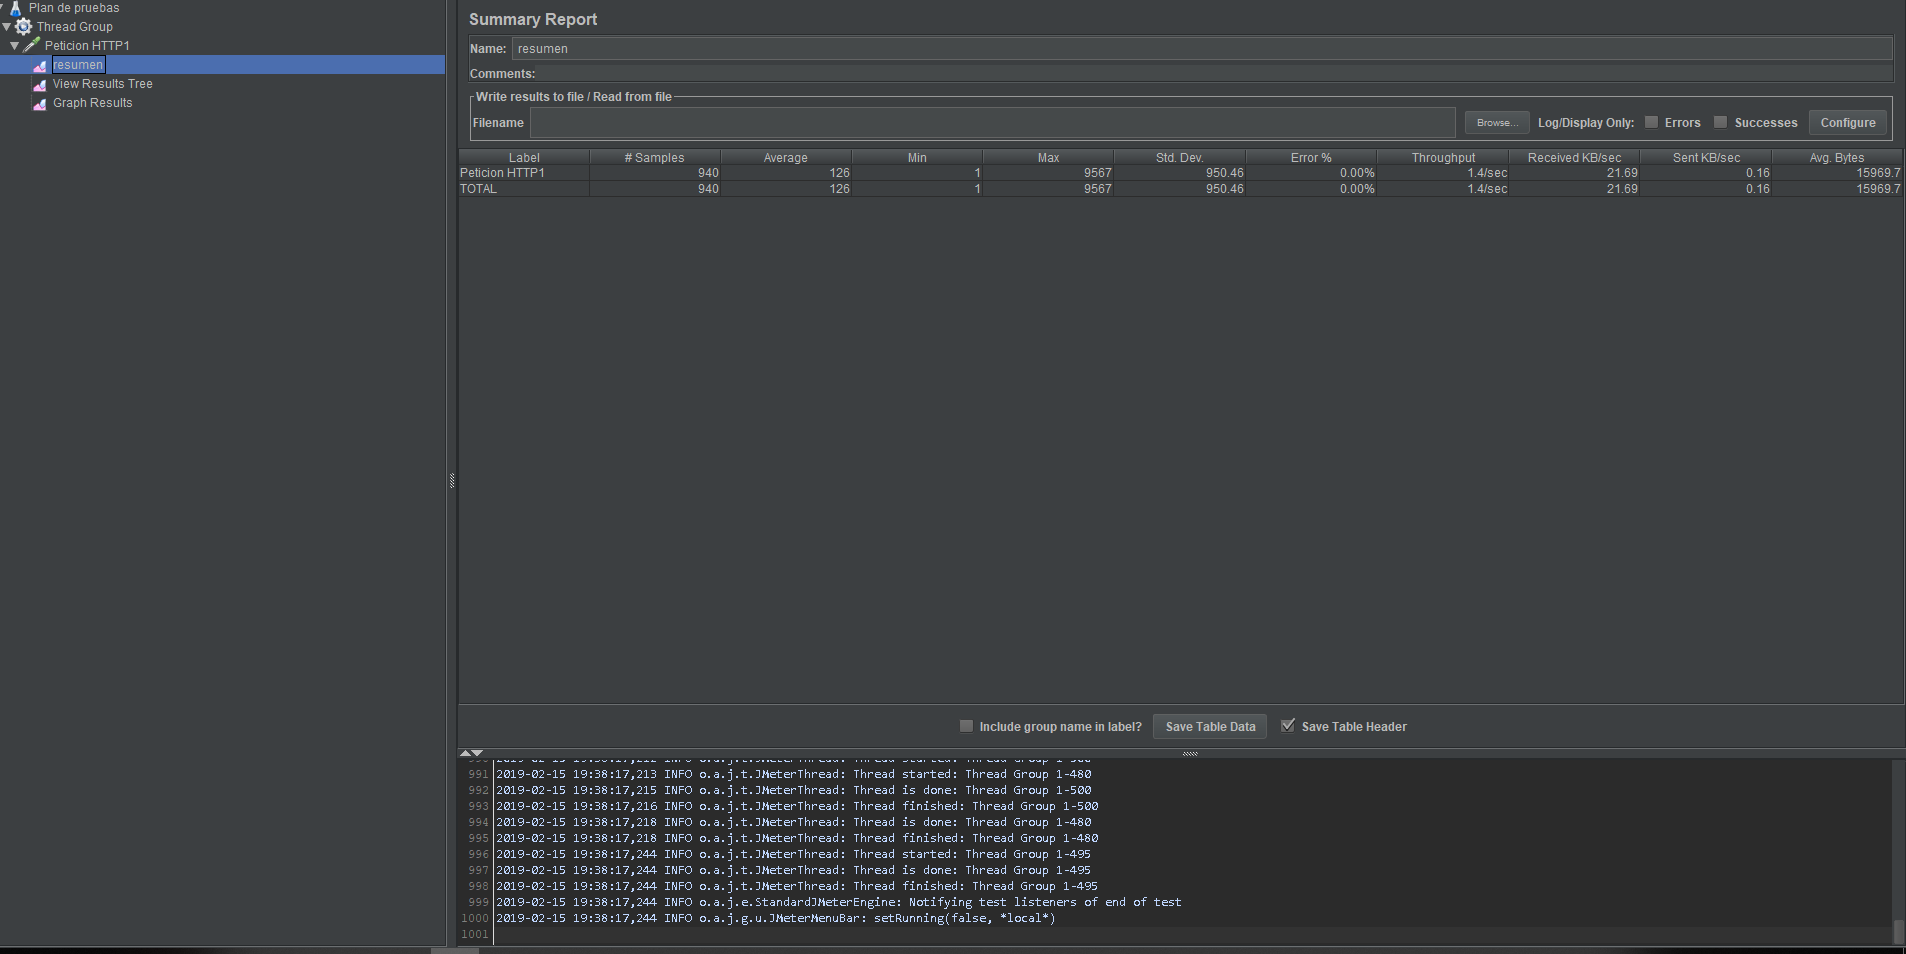 Plan de pruebas
Thread Group
Peticion HTTP1
resumen
View Results Tree
Graph Results
Summary Report
Name: resumen
Comments:
Write results to file / Read from file
Filename Browse... Log/Display Only: Errors Successes Configure
Label # Samples Average Min Max Std. Dev. Error % Throughput Received KB/sec Sent KB/sec Avg. Bytes
Peticion HTTP1 940 126 1 9567 950.46 0.00% 1.4/sec 21.69 0.16 15969.7
TOTAL 940 126 1 9567 950.46 0.00% 1.4/sec 21.69 0.16 15969.7
Include group name in label? Save Table Data Save Table Header
991 2019-02-15 19:38:17,213 INFO o.a.j.t.JMeterThread: Thread started: Thread Group 1-480
992 2019-02-15 19:38:17,215 INFO o.a.j.t.JMeterThread: Thread is done: Thread Group 1-500
993 2019-02-15 19:38:17,216 INFO o.a.j.t.JMeterThread: Thread finished: Thread Group 1-500
994 2019-02-15 19:38:17,218 INFO o.a.j.t.JMeterThread: Thread is done: Thread Group 1-480
995 2019-02-15 19:38:17,218 INFO o.a.j.t.JMeterThread: Thread finished: Thread Group 1-480
996 2019-02-15 19:38:17,244 INFO o.a.j.t.JMeterThread: Thread started: Thread Group 1-495
997 2019-02-15 19:38:17,244 INFO o.a.j.t.JMeterThread: Thread is done: Thread Group 1-495
998 2019-02-15 19:38:17,244 INFO o.a.j.t.JMeterThread: Thread finished: Thread Group 1-495
999 2019-02-15 19:38:17,244 INFO o.a.j.e.StandardJMeterEngine: Notifying test listeners of end of test
1000 2019-02-15 19:38:17,244 INFO o.a.j.g.u.JMeterMenuBar: setRunning(false, *local*)
1001